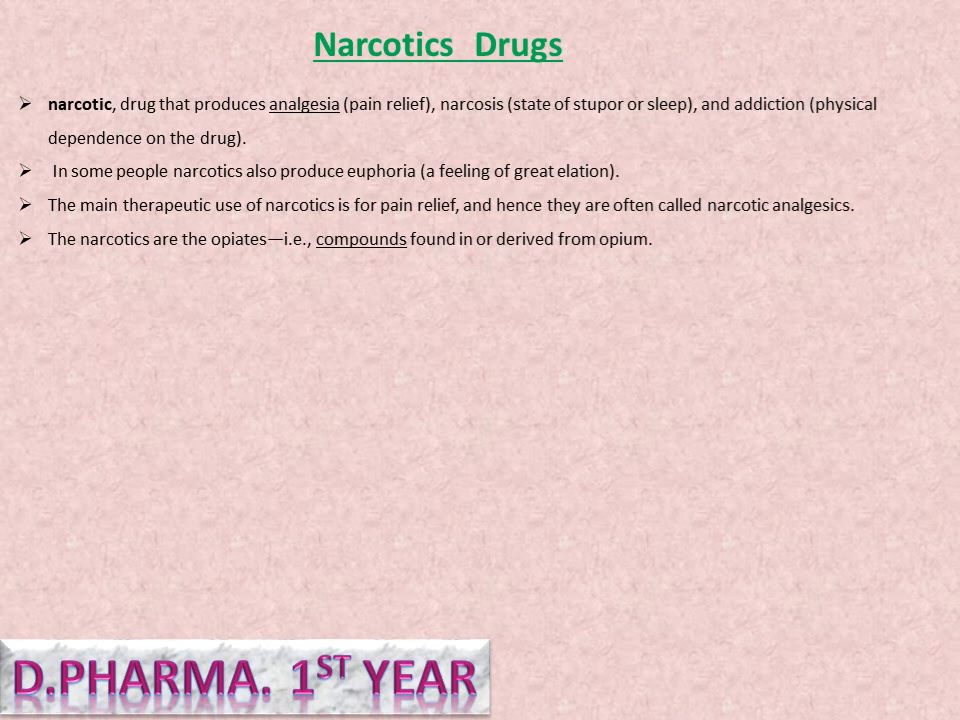 Narcotics Drugs
➢ narcotic, drug that produces analgesia (pain relief), narcosis (state of stupor or sleep), and addiction (physical
dependence on the drug).
➢ In some people narcotics also produce euphoria (a feeling of great elation).
➢ The main therapeutic use of narcotics is for pain relief, and hence they are often called narcotic analgesics.
➢ The narcotics are the opiates—i.e., compounds found in or derived from opium.
D.PHARMA. 1ST YEAR